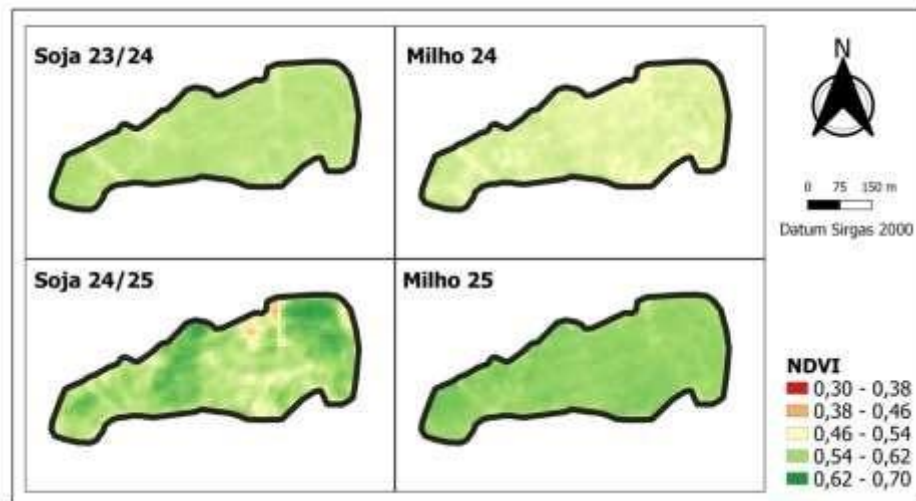 Soja 23/24
Milho 24
N
0 75 150 m
Datum Sirgas 2000
Soja 24/25
Milho 25
NDVI
0,30 - 0,38
0,38 - 0,46
0,46 - 0,54
0,54 - 0,62
0,62 - 0,70